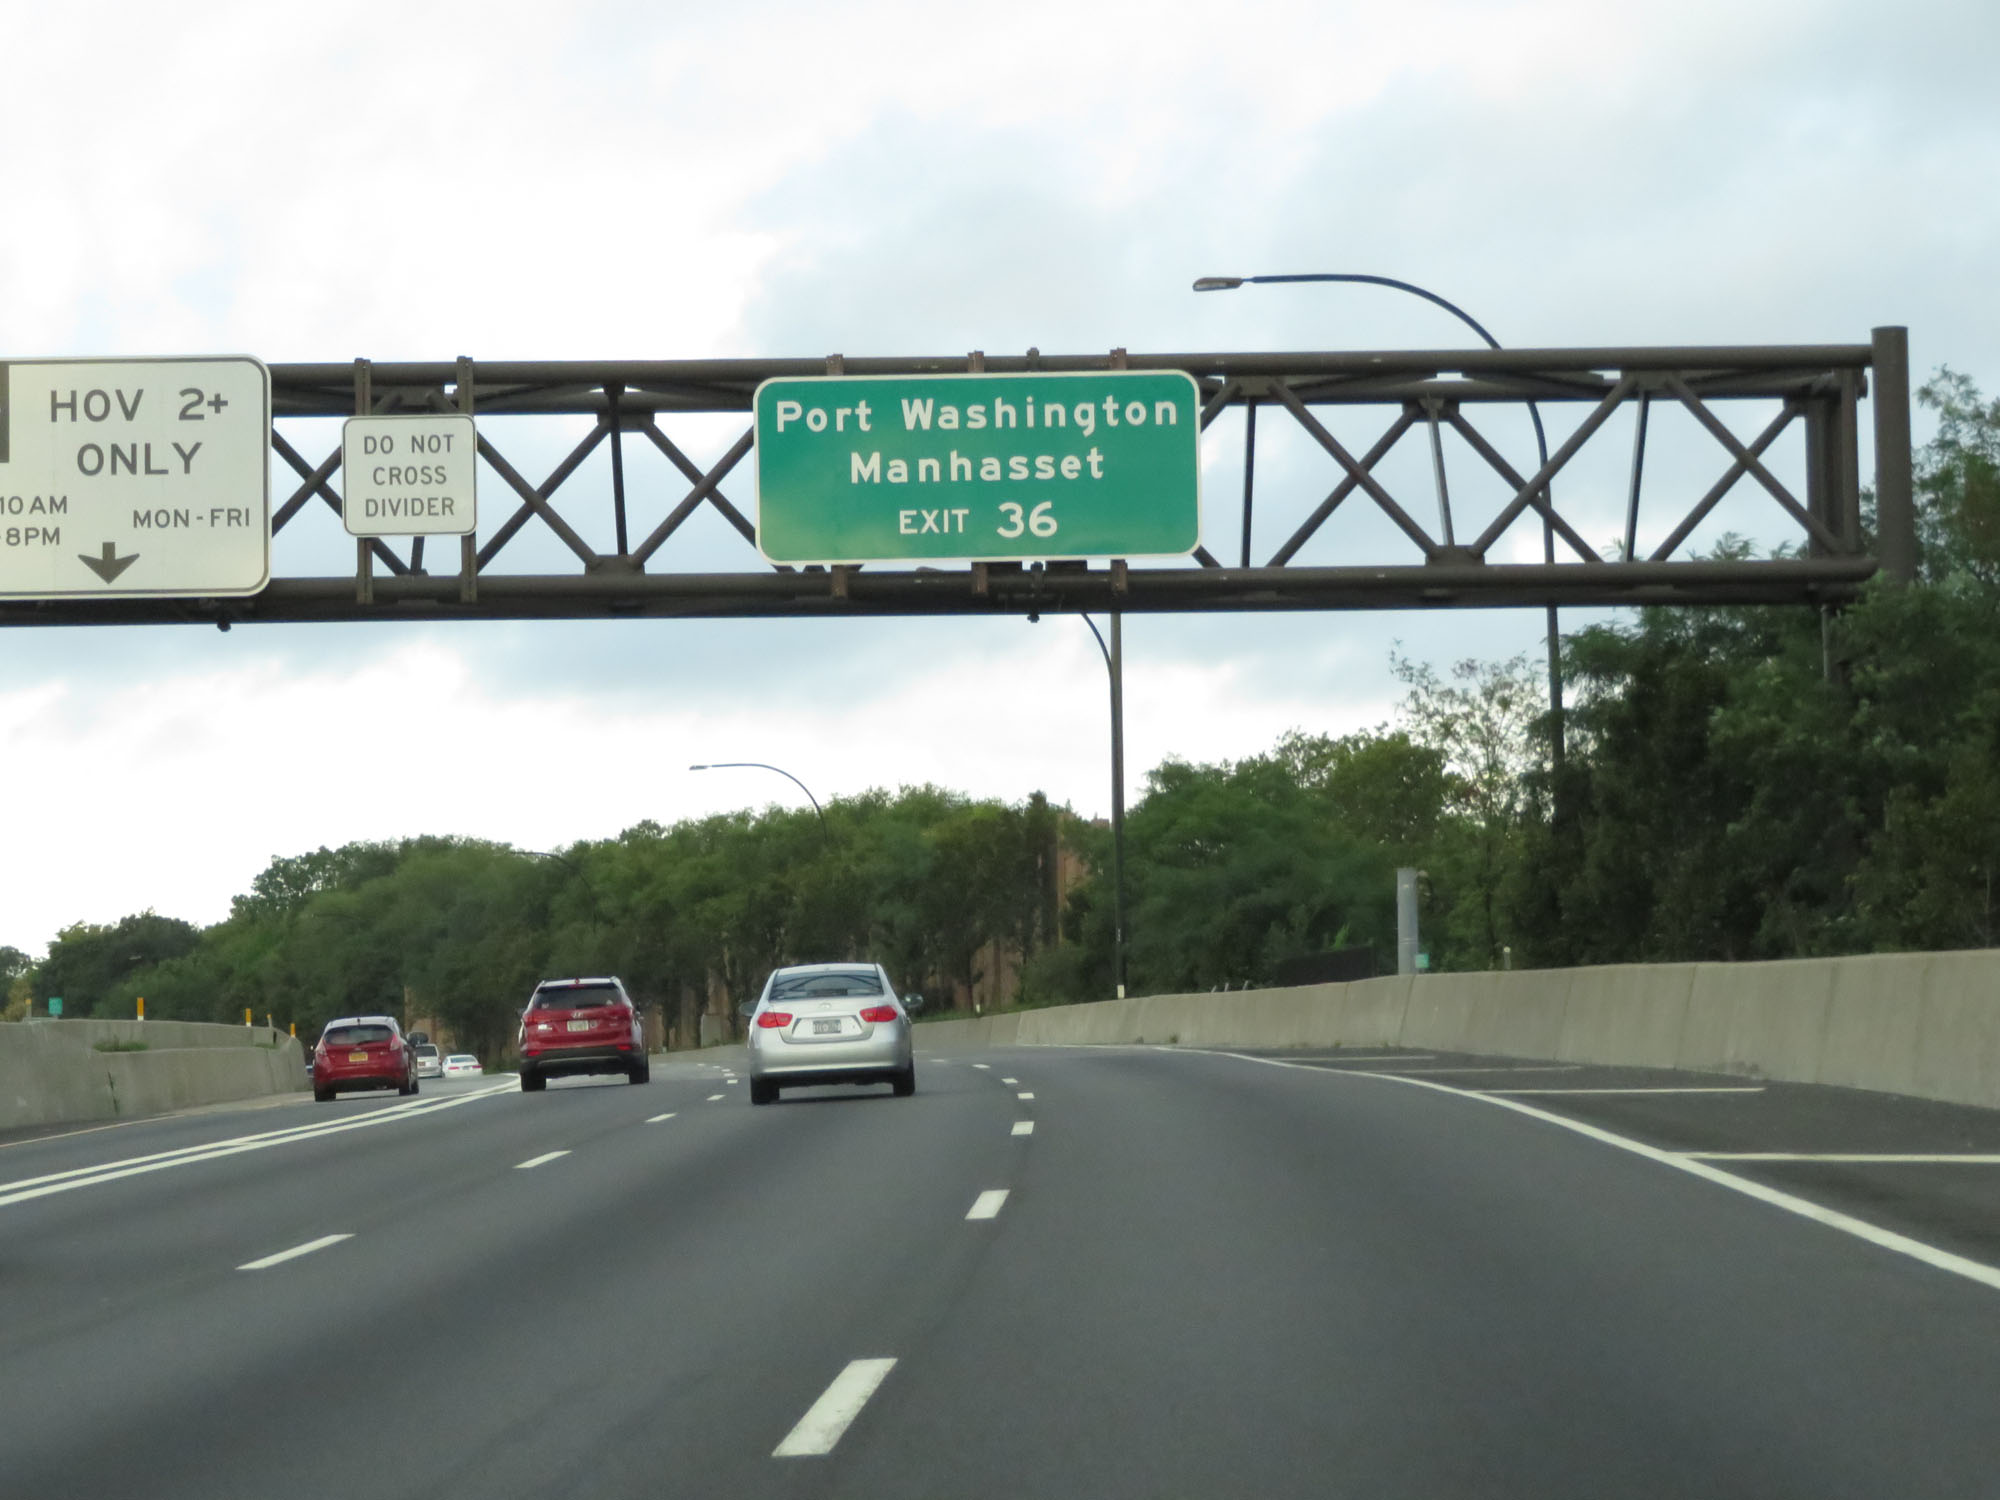 HOV 2+
ONLY
10 AM
-8PM
MON-FRI
DO NOT
CROSS
DIVIDER
Port Washington
Manhasset
EXIT 36